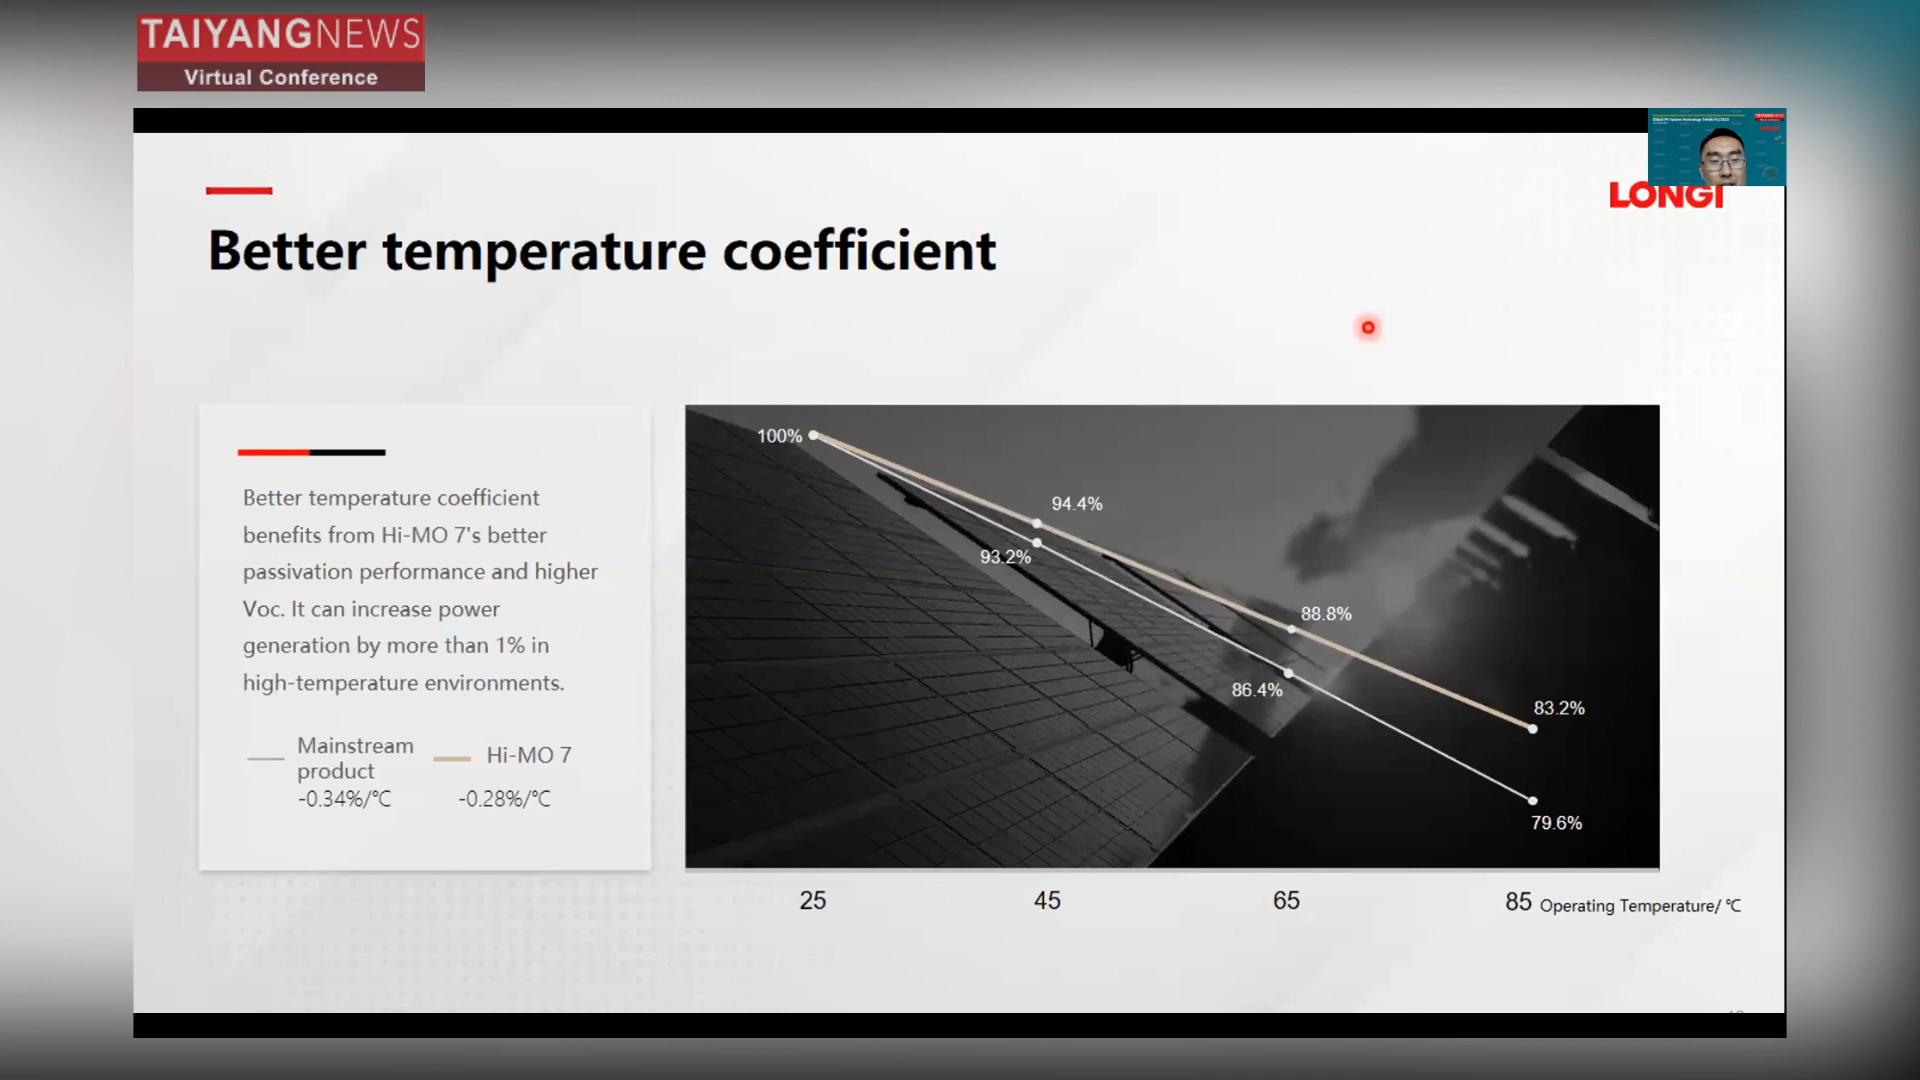 TAIYANGNEWS
Virtual Conference
LONGI
Better temperature coefficient
Better temperature coefficient
benefits from Hi-MO 7's better
passivation performance and higher
Voc. It can increase power
generation by more than 1% in
high-temperature environments.
Mainstream
product
-0.34%/℃
Hi-MO 7
-0.28%/℃
100%
94.4%
93.2%
88.8%
86.4%
83.2%
79.6%
25 45 65 85 Operating Temperature/ ℃